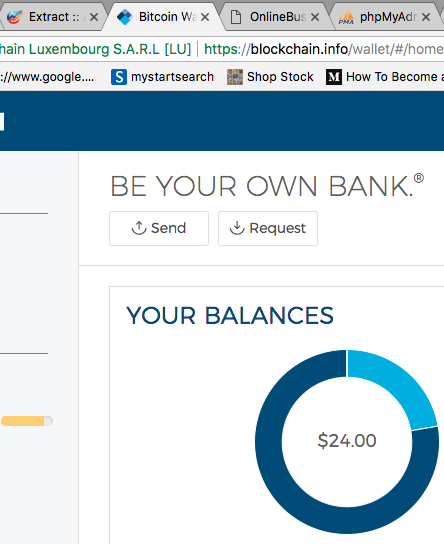 Extract :: Bitcoin Wa OnlineBus phpMyAdr
PMA
hain Luxembourg S.A.R.L [LU] https://blockchain.info/wallet/#/home
://www.google.... S mystartsearch Shop Stock M How To Become a
BE YOUR OWN BANK.®
Send Request
YOUR BALANCES
$24.00